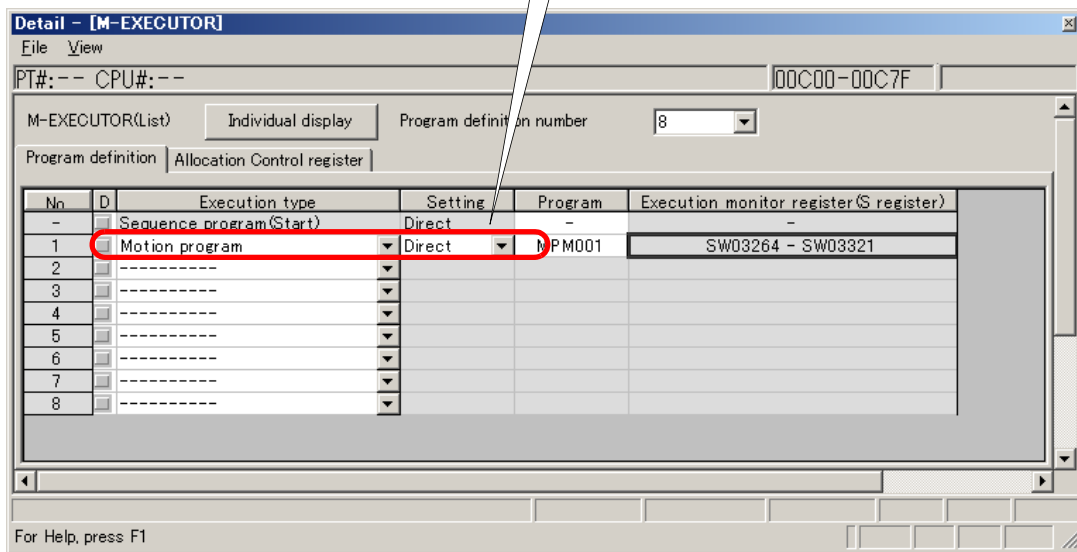 Detail - [M-EXECUTOR]
File View
PT#:-- CPU#:-- 00C00-00C7F
M-EXECUTOR(List) Individual display Program definition number 8
Program definition Allocation Control register
No D Execution type Setting Program Execution monitor register(S register)
- Sequence program(Start) Direct - -
1 Motion program Direct MPM001 SW03264 - SW03321
2 ----------
3 ----------
4 ----------
5 ----------
6 ----------
7 ----------
8 ----------
For Help, press F1